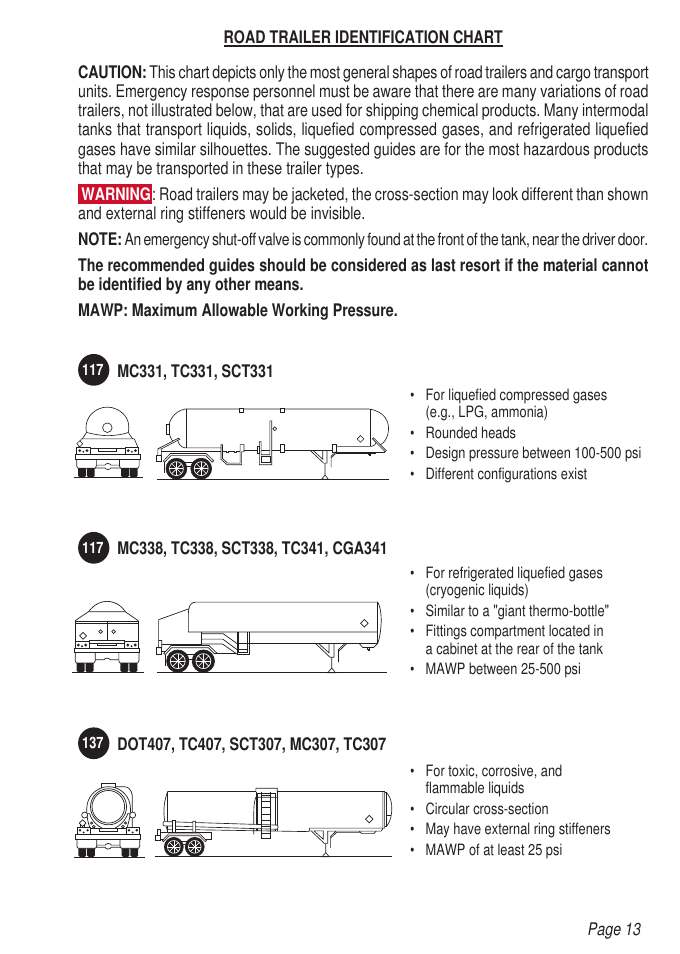 ROAD TRAILER IDENTIFICATION CHART
CAUTION: This chart depicts only the most general shapes of road trailers and cargo transport
units. Emergency response personnel must be aware that there are many variations of road
trailers, not illustrated below, that are used for shipping chemical products. Many intermodal
tanks that transport liquids, solids, liquefied compressed gases, and refrigerated liquefied
gases have similar silhouettes. The suggested guides are for the most hazardous products
that may be transported in these trailer types.
WARNING: Road trailers may be jacketed, the cross-section may look different than shown
and external ring stiffeners would be invisible.
NOTE: An emergency shut-off valve is commonly found at the front of the tank, near the driver door.
The recommended guides should be considered as last resort if the material cannot
be identified by any other means.
MAWP: Maximum Allowable Working Pressure.
117 MC331, TC331, SCT331
• For liquefied compressed gases
(e.g., LPG, ammonia)
• Rounded heads
• Design pressure between 100-500 psi
• Different configurations exist
117 MC338, TC338, SCT338, TC341, CGA341
• For refrigerated liquefied gases
(cryogenic liquids)
• Similar to a "giant thermo-bottle"
• Fittings compartment located in
a cabinet at the rear of the tank
• MAWP between 25-500 psi
137 DOT407, TC407, SCT307, MC307, TC307
• For toxic, corrosive, and
flammable liquids
• Circular cross-section
• May have external ring stiffeners
• MAWP of at least 25 psi
Page 13